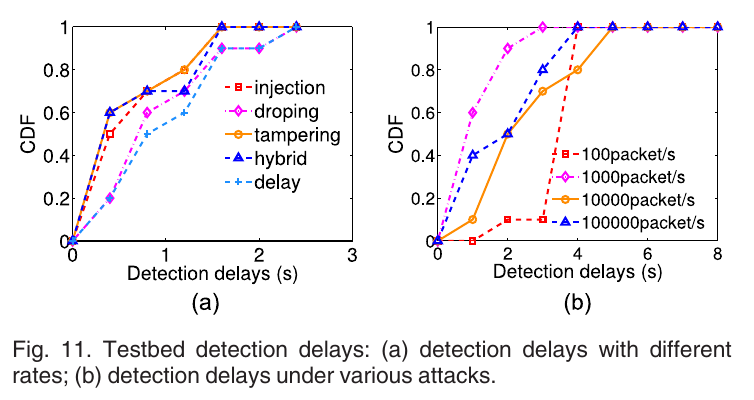 1
0.8
0.6
0.4
0.2
0
CDF
injection
droping
tampering
hybrid
delay
0 1 2 3
Detection delays (s)
(a)
1
0.8
0.6
0.4
0.2
0
CDF
100packet/s
1000packet/s
10000packet/s
100000packet/s
0 2 4 6 8
Detection delays (s)
(b)
Fig. 11. Testbed detection delays: (a) detection delays with different
rates; (b) detection delays under various attacks.